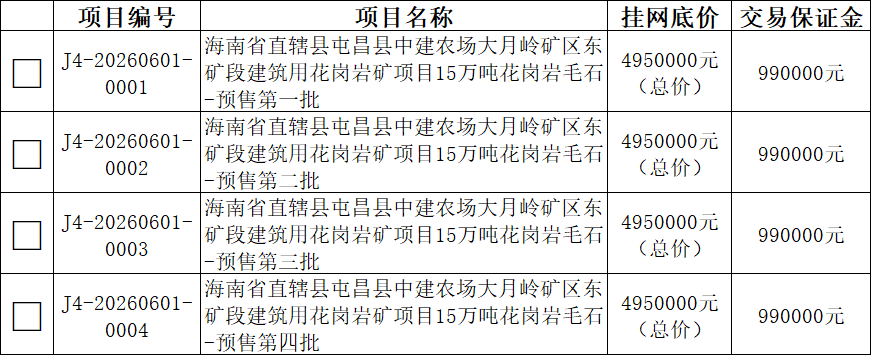 项目编号 项目名称 挂网底价 交易保证金
□ J4-20260601-0001 海南省直辖县屯昌县中建农场大月岭矿区东
矿段建筑用花岗岩矿项目15万吨花岗岩毛石
-预售第一批 4950000元
（总价） 990000元
□ J4-20260601-0002 海南省直辖县屯昌县中建农场大月岭矿区东
矿段建筑用花岗岩矿项目15万吨花岗岩毛石
-预售第二批 4950000元
（总价） 990000元
□ J4-20260601-0003 海南省直辖县屯昌县中建农场大月岭矿区东
矿段建筑用花岗岩矿项目15万吨花岗岩毛石
-预售第三批 4950000元
（总价） 990000元
□ J4-20260601-0004 海南省直辖县屯昌县中建农场大月岭矿区东
矿段建筑用花岗岩矿项目15万吨花岗岩毛石
-预售第四批 4950000元
（总价） 990000元